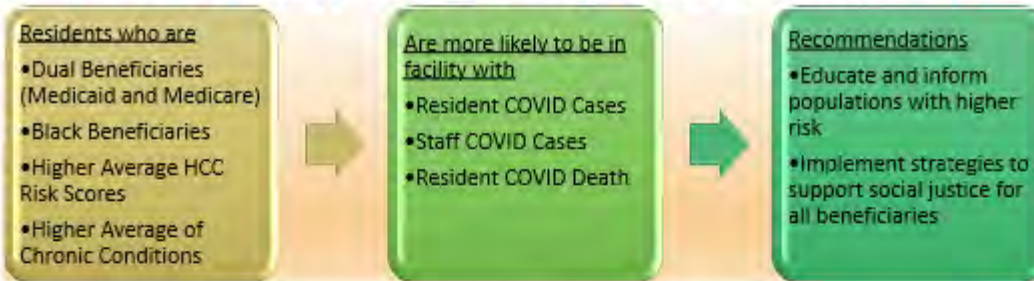 Residents who are
•Dual Beneficiaries
(Medicaid and Medicare)
•Black Beneficiaries
•Higher Average HCC
Risk Scores
•Higher Average of
Chronic Conditions
Are more likely to be in
facility with
•Resident COVID Cases
•Staff COVID Cases
•Resident COVID Death
Recommendations
•Educate and inform
populations with higher
risk
•Implement strategies to
support social justice for
all beneficiaries